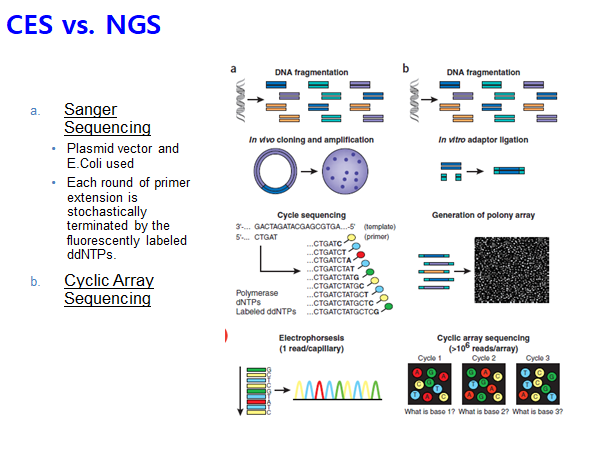 CES vs. NGS
a. Sanger
Sequencing
• Plasmid vector and
E.Coli used
• Each round of primer
extension is
stochastically
terminated by the
fluorescently labeled
ddNTPs.
b. Cyclic Array
Sequencing
a
DNA fragmentation
In vivo cloning and amplification
Cycle sequencing
3'-... GACTAGATACGAGCGTGA...-5' (template)
5'-... CTGAT (primer)
...CTGATC
...CTGATCT
...CTGATCTA
...CTGATCTAT
...CTGATCTATG
...CTGATCTATGC
...CTGATCTATGCT
...CTGATCTATGCTC
...CTGATCTATGCTCG
Polymerase
dNTPs
Labeled ddNTPs
Electrophorsesis
(1 read/capillary)
G
C
T
C
G
T
A
T
C
b
DNA fragmentation
In vitro adaptor ligation
Generation of polony array
Cyclic array sequencing
(>10⁶ reads/array)
Cycle 1 Cycle 2 Cycle 3
What is base 1? What is base 2? What is base 3?